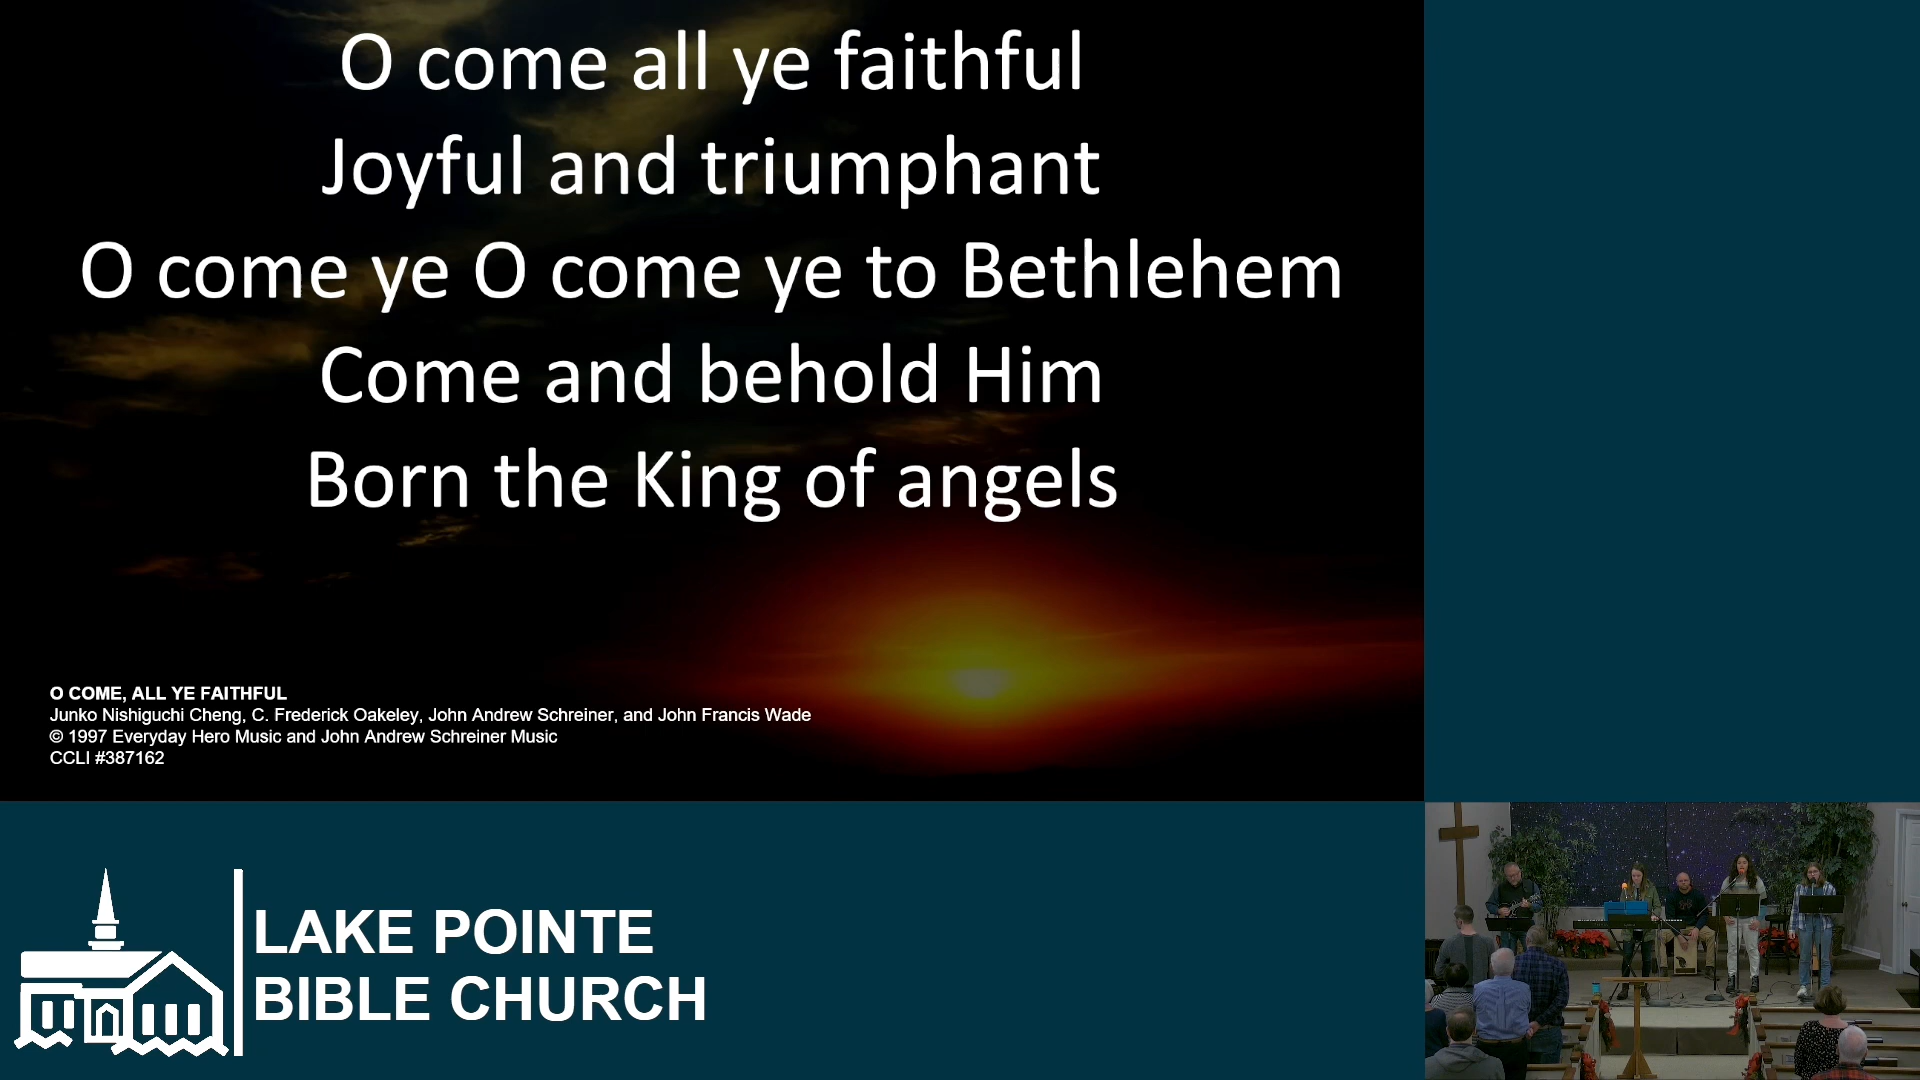 O come all ye faithful
Joyful and triumphant
O come ye O come ye to Bethlehem
Come and behold Him
Born the King of angels
O COME, ALL YE FAITHFUL
Junko Nishiguchi Cheng, C. Frederick Oakeley, John Andrew Schreiner, and John Francis Wade
© 1997 Everyday Hero Music and John Andrew Schreiner Music
CCLI #387162
LAKE POINTE
BIBLE CHURCH